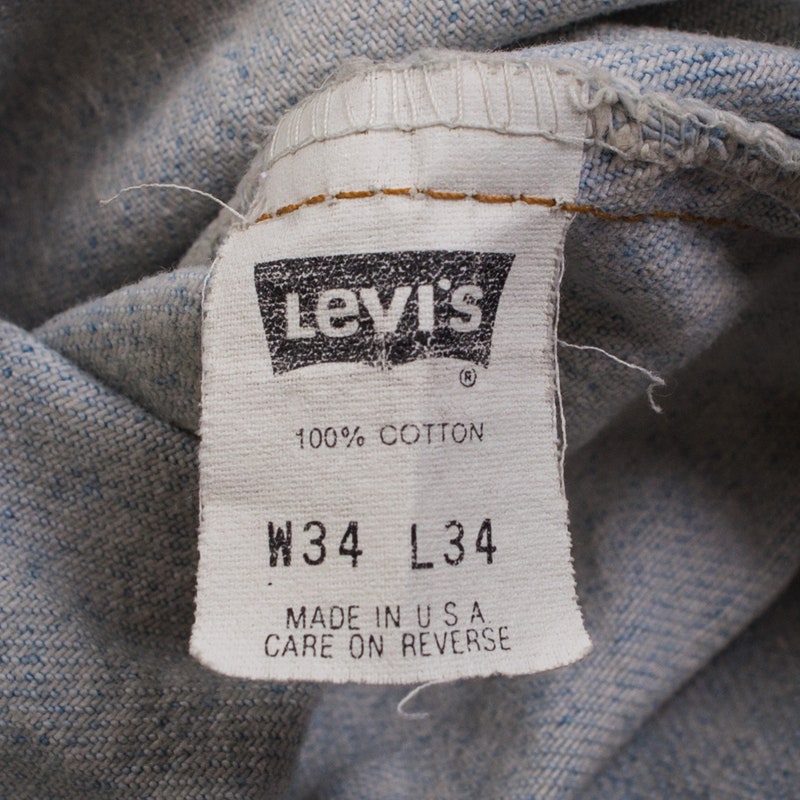 Levi's
®
100% COTTON
W34 L34
MADE IN U S A
CARE ON REVERSE